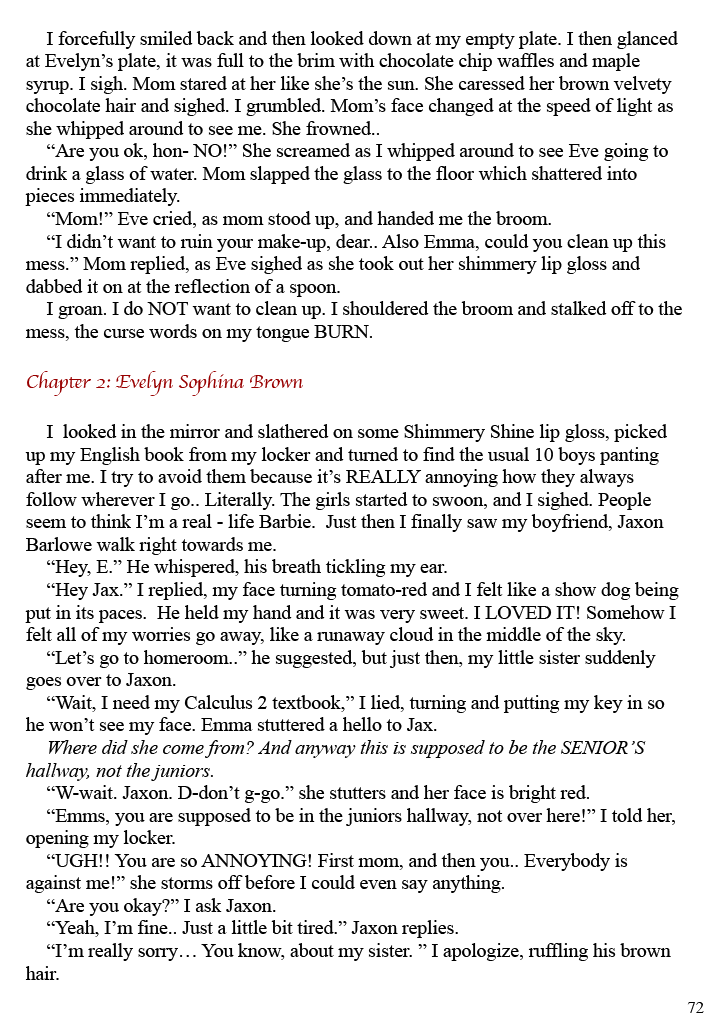 I forcefully smiled back and then looked down at my empty plate. I then glanced
at Evelyn’s plate, it was full to the brim with chocolate chip waffles and maple
syrup. I sigh. Mom stared at her like she’s the sun. She caressed her brown velvety
chocolate hair and sighed. I grumbled. Mom’s face changed at the speed of light as
she whipped around to see me. She frowned..
“Are you ok, hon- NO!” She screamed as I whipped around to see Eve going to
drink a glass of water. Mom slapped the glass to the floor which shattered into
pieces immediately.
“Mom!” Eve cried, as mom stood up, and handed me the broom.
“I didn’t want to ruin your make-up, dear.. Also Emma, could you clean up this
mess.” Mom replied, as Eve sighed as she took out her shimmery lip gloss and
dabbed it on at the reflection of a spoon.
I groan. I do NOT want to clean up. I shouldered the broom and stalked off to the
mess, the curse words on my tongue BURN.
Chapter 2: Evelyn Sophina Brown
I looked in the mirror and slathered on some Shimmery Shine lip gloss, picked
up my English book from my locker and turned to find the usual 10 boys panting
after me. I try to avoid them because it’s REALLY annoying how they always
follow wherever I go.. Literally. The girls started to swoon, and I sighed. People
seem to think I’m a real - life Barbie. Just then I finally saw my boyfriend, Jaxon
Barlowe walk right towards me.
“Hey, E.” He whispered, his breath tickling my ear.
“Hey Jax.” I replied, my face turning tomato-red and I felt like a show dog being
put in its paces. He held my hand and it was very sweet. I LOVED IT! Somehow I
felt all of my worries go away, like a runaway cloud in the middle of the sky.
“Let’s go to homeroom..” he suggested, but just then, my little sister suddenly
goes over to Jaxon.
“Wait, I need my Calculus 2 textbook,” I lied, turning and putting my key in so
he won’t see my face. Emma stuttered a hello to Jax.
Where did she come from? And anyway this is supposed to be the SENIOR’S
hallway, not the juniors.
“W-wait. Jaxon. D-don’t g-go.” she stutters and her face is bright red.
“Emms, you are supposed to be in the juniors hallway, not over here!” I told her,
opening my locker.
“UGH!! You are so ANNOYING! First mom, and then you.. Everybody is
against me!” she storms off before I could even say anything.
“Are you okay?” I ask Jaxon.
“Yeah, I’m fine.. Just a little bit tired.” Jaxon replies.
“I’m really sorry… You know, about my sister. ” I apologize, ruffling his brown
hair.
72